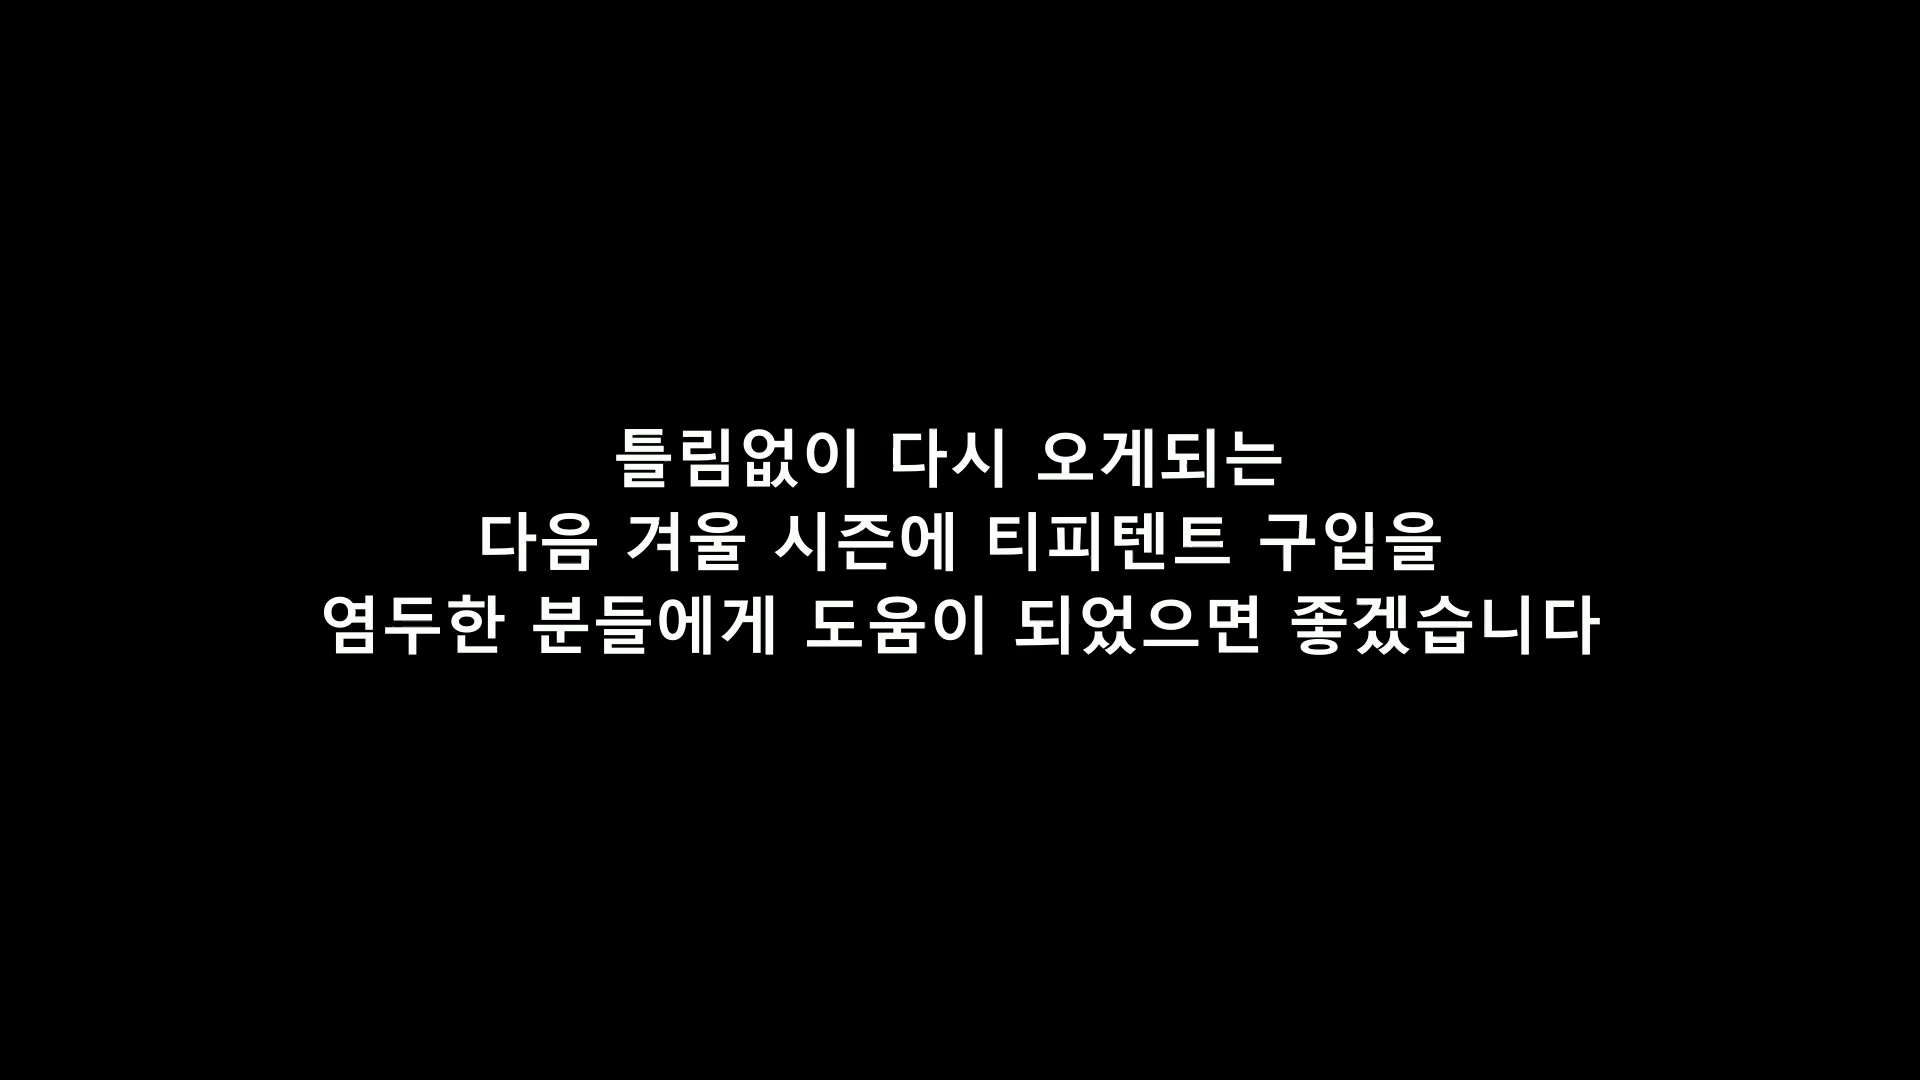 틀림없이 다시 오게되는
다음 겨울 시즌에 티피텐트 구입을
염두한 분들에게 도움이 되었으면 좋겠습니다